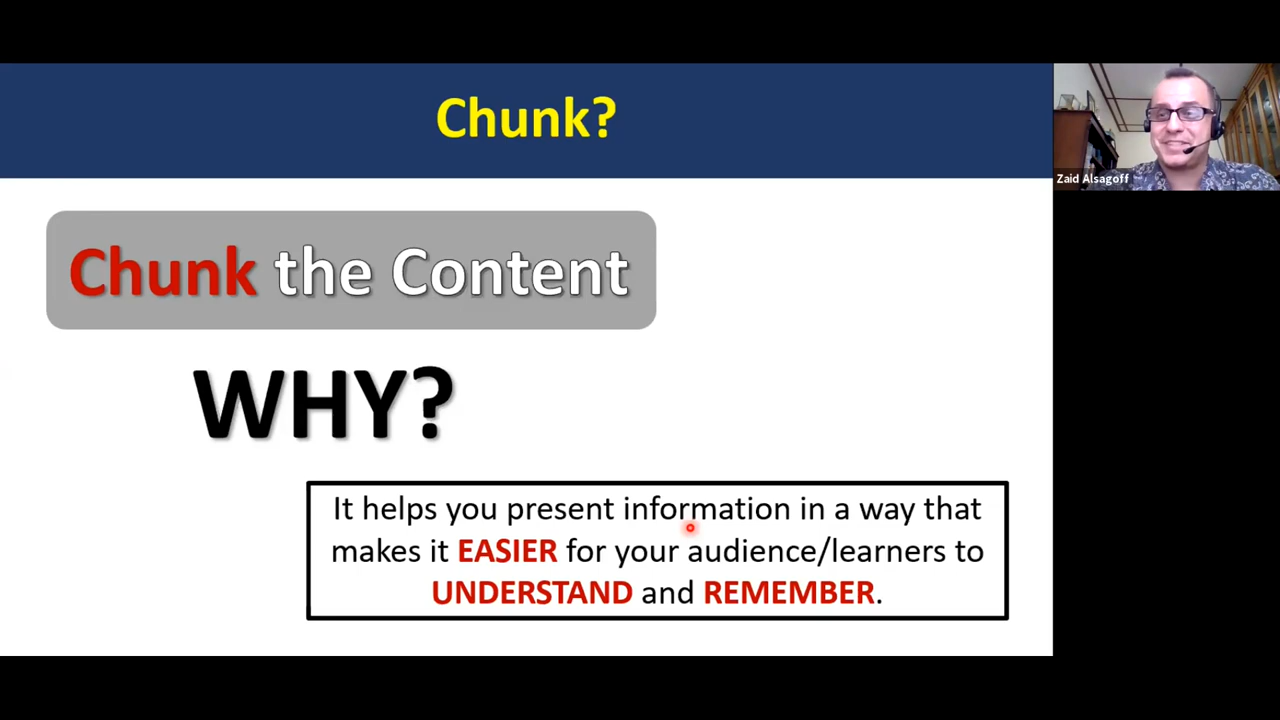 Chunk?
Zaid Alsagoff
Chunk the Content
WHY?
It helps you present information in a way that
makes it EASIER for your audience/learners to
UNDERSTAND and REMEMBER.